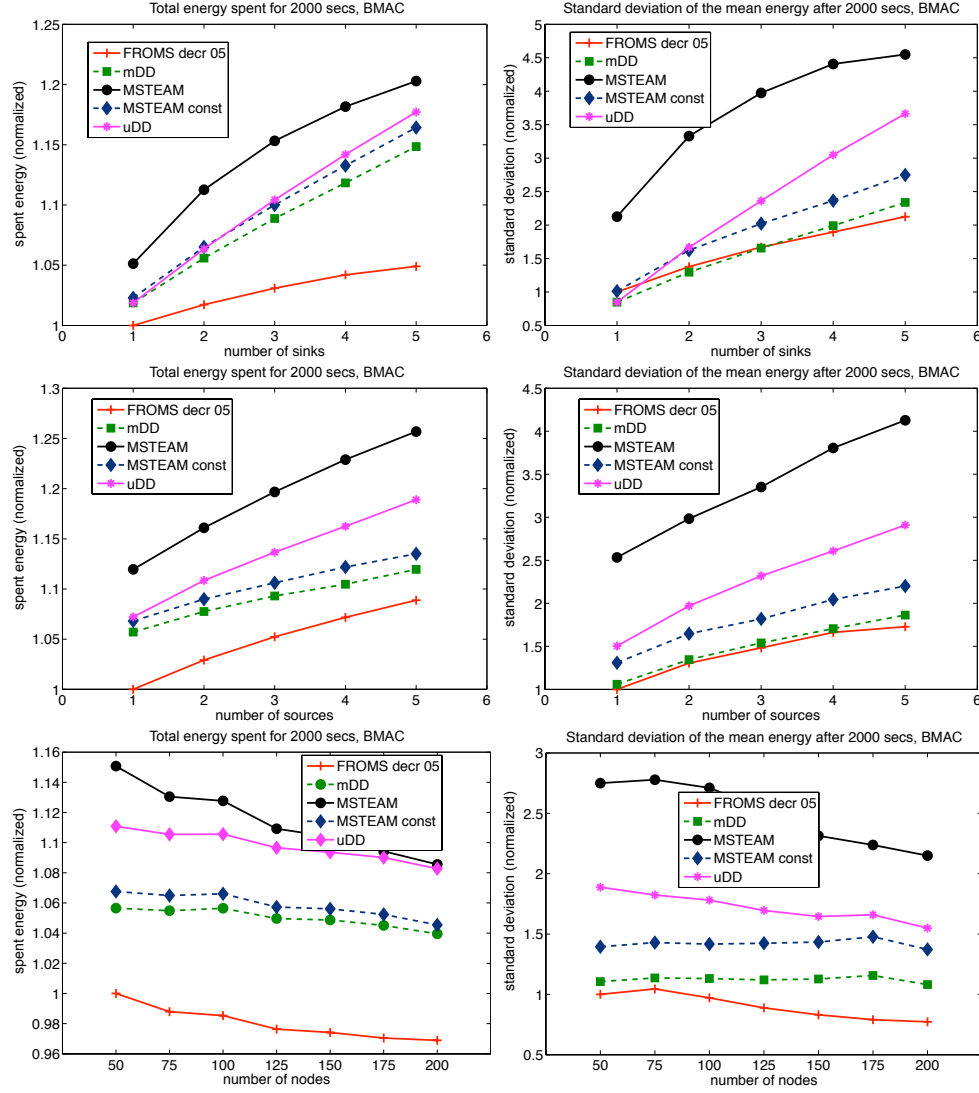 Total energy spent for 2000 secs, BMAC
1.25
1.2
1.15
1.1
1.05
1
spent energy (normalized)
FROMS decr 05
mDD
MSTEAM
MSTEAM const
uDD
0 1 2 3 4 5 6
number of sinks
Standard deviation of the mean energy after 2000 secs, BMAC
5
4.5
4
3.5
3
2.5
2
1.5
1
0.5
standard deviation (normalized)
FROMS decr 05
mDD
MSTEAM
MSTEAM const
uDD
0 1 2 3 4 5 6
number of sinks
Total energy spent for 2000 secs, BMAC
1.3
1.25
1.2
1.15
1.1
1.05
1
spent energy (normalized)
FROMS decr 05
mDD
MSTEAM
MSTEAM const
uDD
0 1 2 3 4 5 6
number of sources
Standard deviation of the mean energy after 2000 secs, BMAC
4.5
4
3.5
3
2.5
2
1.5
1
standard deviation (normalized)
FROMS decr 05
mDD
MSTEAM
MSTEAM const
uDD
0 1 2 3 4 5 6
number of sources
Total energy spent for 2000 secs, BMAC
1.16
1.14
1.12
1.1
1.08
1.06
1.04
1.02
1
0.98
0.96
spent energy (normalized)
FROMS decr 05
mDD
MSTEAM
MSTEAM const
uDD
50 75 100 125 150 175 200
number of nodes
Standard deviation of the mean energy after 2000 secs, BMAC
3
2.5
2
1.5
1
0.5
standard deviation (normalized)
FROMS decr 05
mDD
MSTEAM
MSTEAM const
uDD
50 75 100 125 150 175 200
number of nodes